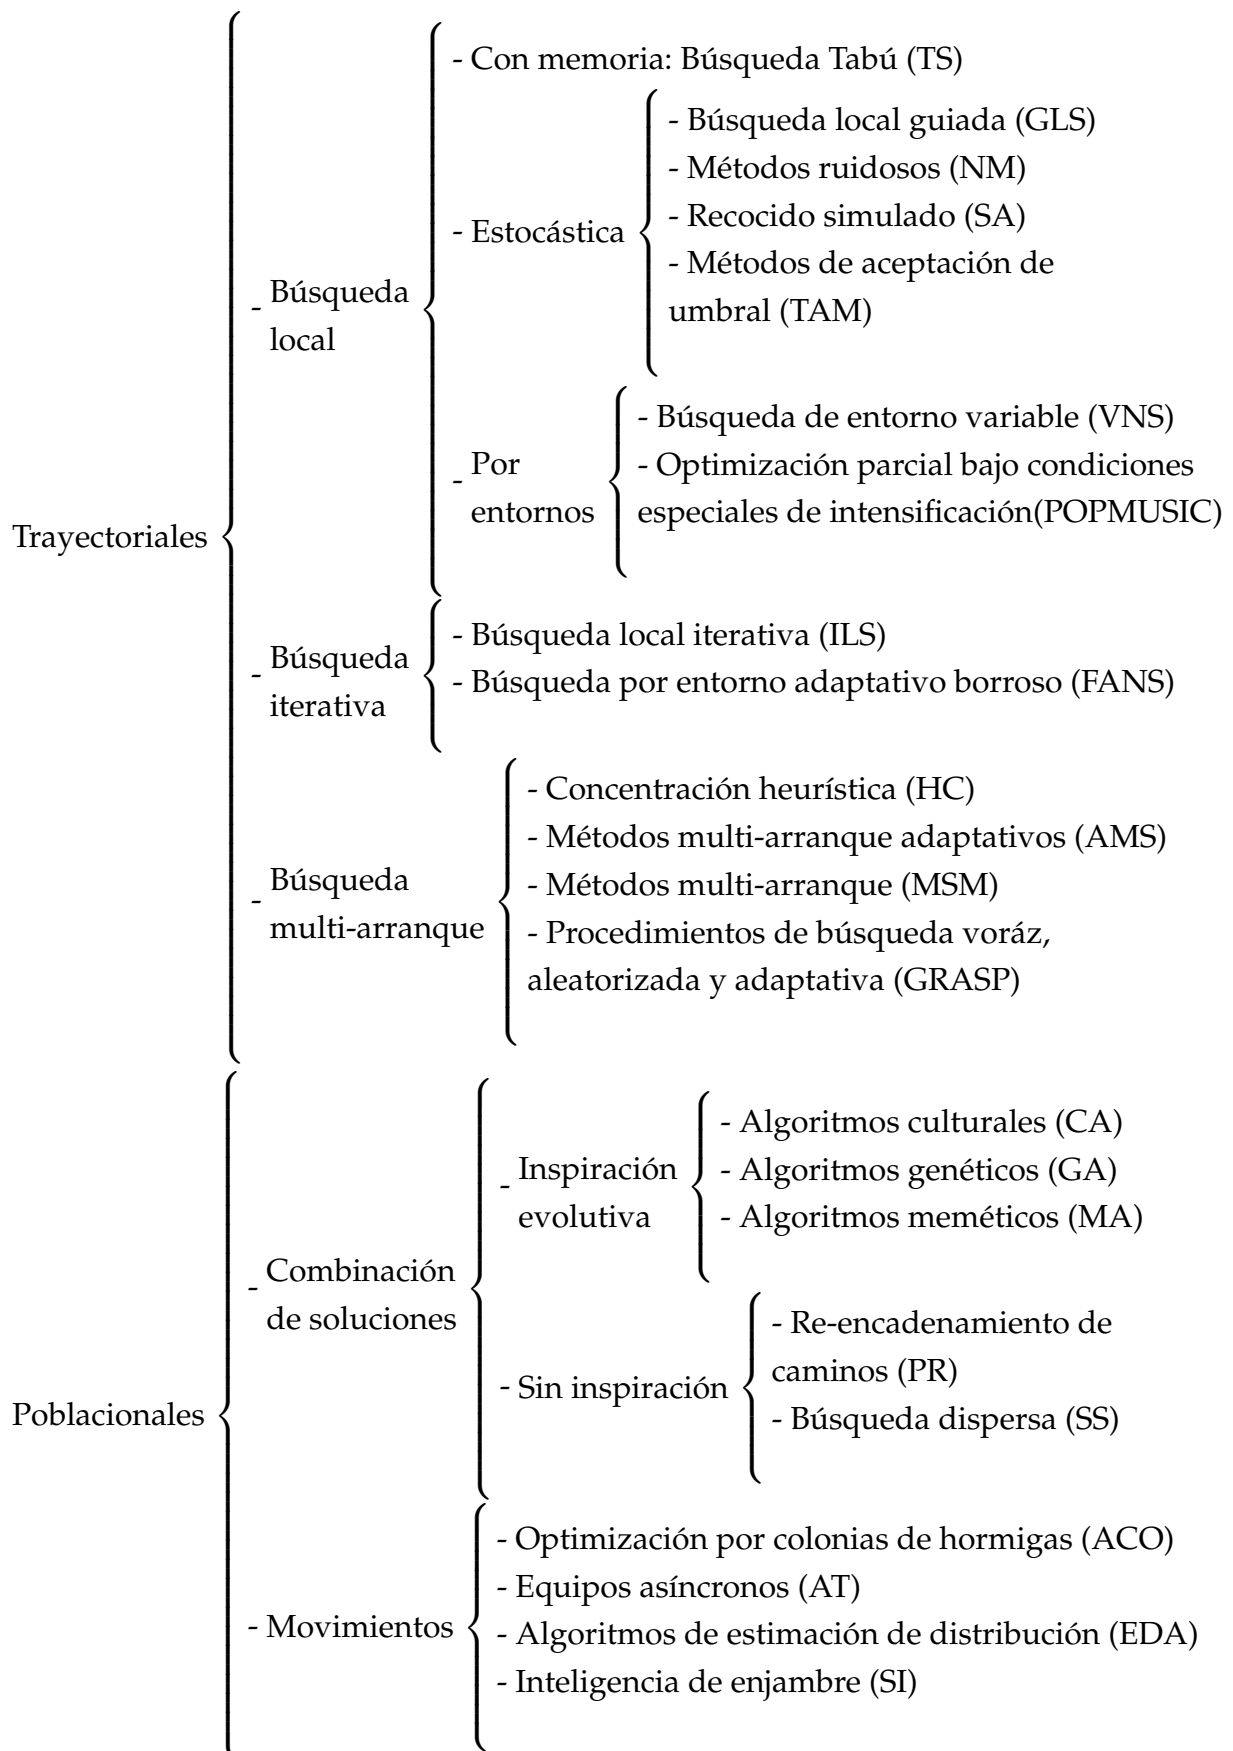 Trayectoriales
- Búsqueda
local
- Con memoria: Búsqueda Tabú (TS)
- Estocástica
- Búsqueda local guiada (GLS)
- Métodos ruidosos (NM)
- Recocido simulado (SA)
- Métodos de aceptación de
umbral (TAM)
- Por
entornos
- Búsqueda de entorno variable (VNS)
- Optimización parcial bajo condiciones
especiales de intensificación(POPMUSIC)
- Búsqueda
iterativa
- Búsqueda local iterativa (ILS)
- Búsqueda por entorno adaptativo borroso (FANS)
- Búsqueda
multi-arranque
- Concentración heurística (HC)
- Métodos multi-arranque adaptativos (AMS)
- Métodos multi-arranque (MSM)
- Procedimientos de búsqueda voráz,
aleatorizada y adaptativa (GRASP)
Poblacionales
- Combinación
de soluciones
- Inspiración
evolutiva
- Algoritmos culturales (CA)
- Algoritmos genéticos (GA)
- Algoritmos meméticos (MA)
- Sin inspiración
- Re-encadenamiento de
caminos (PR)
- Búsqueda dispersa (SS)
- Movimientos
- Optimización por colonias de hormigas (ACO)
- Equipos asíncronos (AT)
- Algoritmos de estimación de distribución (EDA)
- Inteligencia de enjambre (SI)